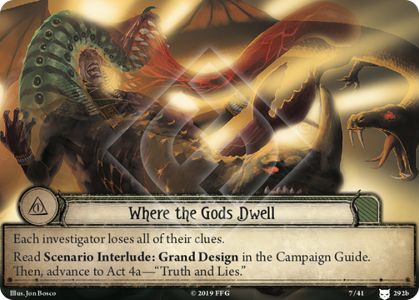 Where the Gods Dwell
Each investigator loses all of their clues.
Read Scenario Interlude: Grand Design in the Campaign Guide.
Then, advance to Act 4a—“Truth and Lies.”
Illus. Jon Bosco
© 2019 FFG
7/41
292b